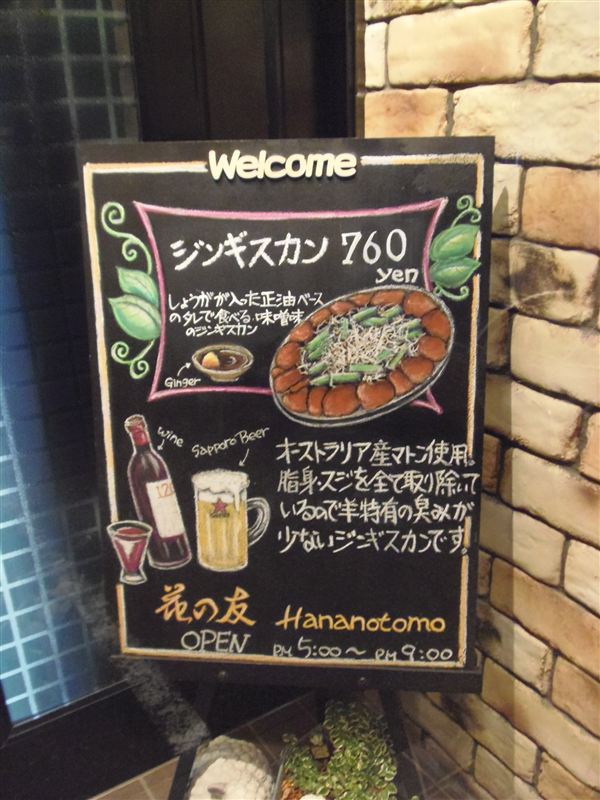 Welcome
ジンギスカン 760
yen
しょうがが入った正油ベース
のタレで食べる、味噌味
のジンギスカン
Ginger
wine
Sapporo Beer
オーストラリア産マトン使用。
脂身・スジを全て取り除いて
いるので羊特有の臭みが
少ないジンギスカンです。
花の友 Hananotomo
OPEN PM 5:00〜 PM 9:00